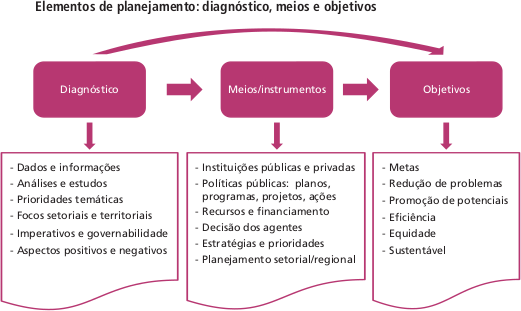 Elementos de planejamento: diagnóstico, meios e objetivos
Diagnóstico
Meios/instrumentos
Objetivos
- Dados e informações
- Análises e estudos
- Prioridades temáticas
- Focos setoriais e territoriais
- Imperativos e governabilidade
- Aspectos positivos e negativos
- Instituições públicas e privadas
- Políticas públicas: planos,
programas, projetos, ações
- Recursos e financiamento
- Decisão dos agentes
- Estratégias e prioridades
- Planejamento setorial/regional
- Metas
- Redução de problemas
- Promoção de potenciais
- Eficiência
- Equidade
- Sustentável